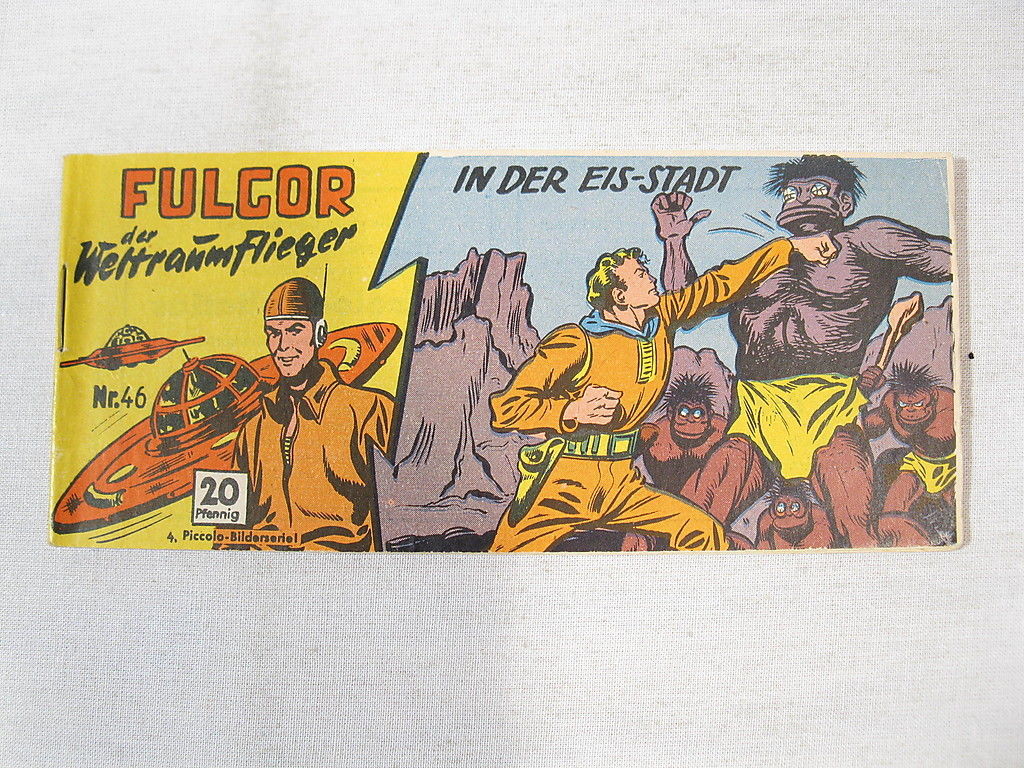 FULGOR
der
Weltraumflieger
Nr. 46
20
Pfennig
4. Piccolo-Bilderserie!
IN DER EIS-STADT